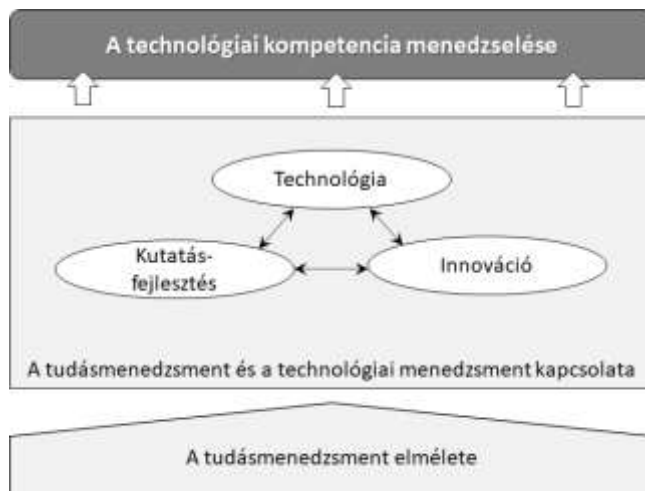 A technológiai kompetencia menedzselése
Technológia
Kutatás-
fejlesztés
Innováció
A tudásmenedzsment és a technológiai menedzsment kapcsolata
A tudásmenedzsment elmélete